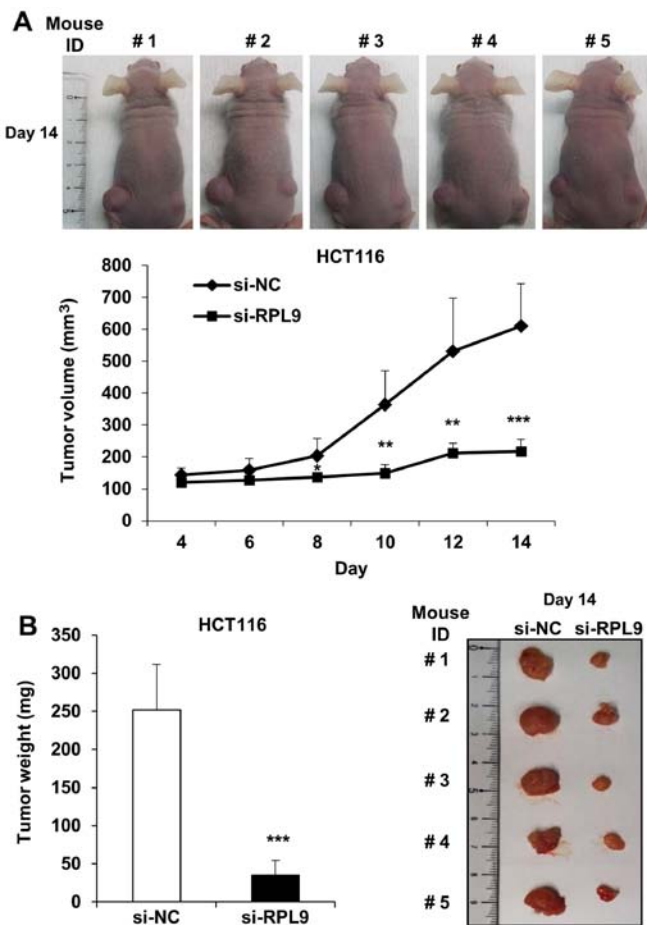 A
Mouse ID
# 1 # 2 # 3 # 4 # 5
Day 14
HCT116
si-NC
si-RPL9
Tumor volume (mm³)
800
700
600
500
400
300
200
100
0
*
**
**
***
4 6 8 10 12 14
Day
B
HCT116
Tumor weight (mg)
350
300
250
200
150
100
50
0
***
si-NC si-RPL9
Day 14
Mouse ID
si-NC si-RPL9
# 1
# 2
# 3
# 4
# 5